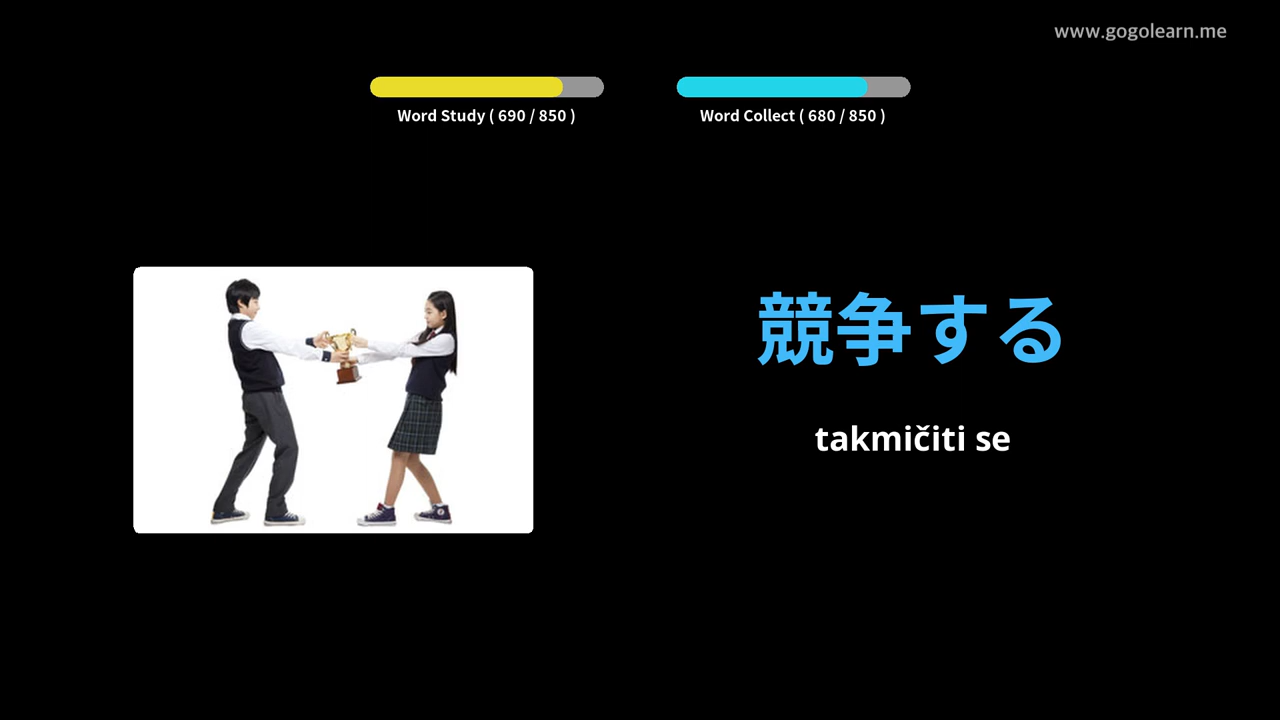 www.gogolearn.me
Word Study ( 690 / 850 )
Word Collect ( 680 / 850 )
競争する
takmičiti se